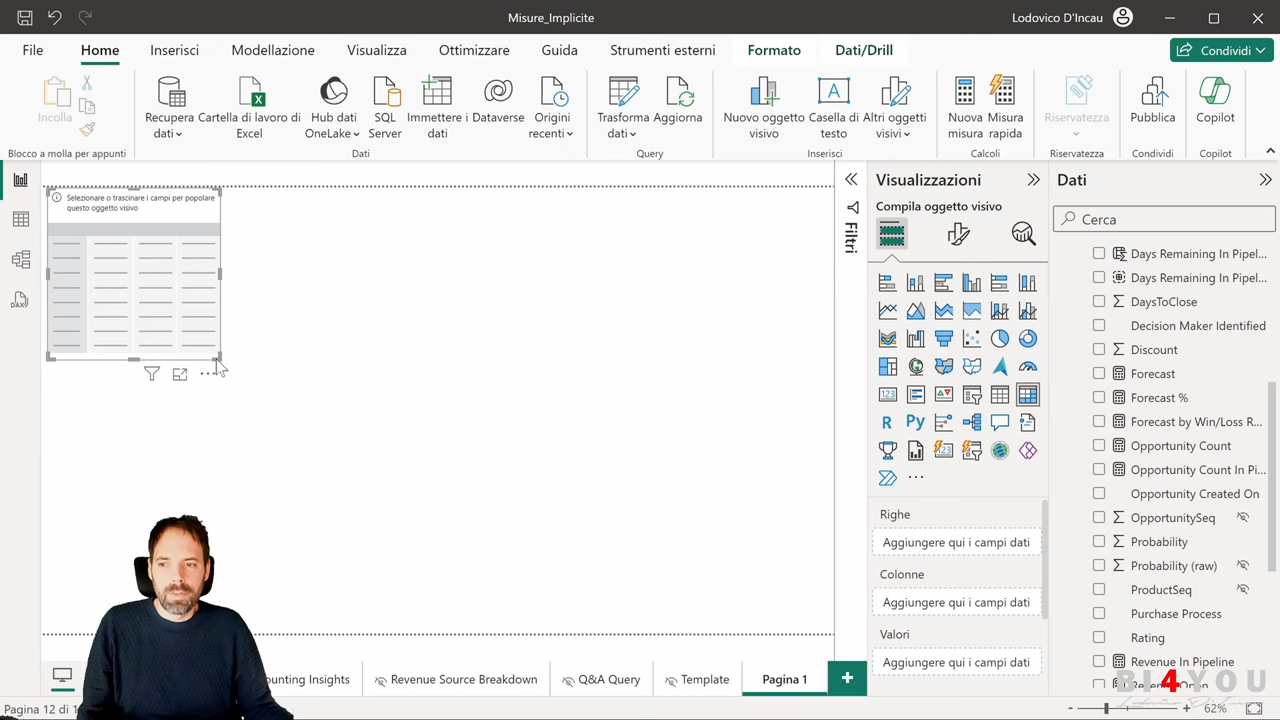 Misure_Implicite
Lodovico D'Incau
File
Home
Inserisci
Modellazione
Visualizza
Ottimizzare
Guida
Strumenti esterni
Formato
Dati/Drill
Condividi
Incolla
Recupera
dati
Cartella di lavoro di
Excel
Hub dati
OneLake
SQL
Server
Immettere i
dati
Dataverse
Origini
recenti
Trasforma
dati
Aggiorna
Nuovo oggetto
visivo
Casella di
testo
Altri oggetti
visivi
Nuova
misura
Misura
rapida
Riservatezza
Pubblica
Copilot
Blocco a molla per appunti
Dati
Query
Inserisci
Calcoli
Riservatezza
Condividi
Copilot
Selezionare o trascinare i campi per popolare
questo oggetto visivo
Filtri
Visualizzazioni
Compila oggetto visivo
R
Py
123
Righe
Aggiungere qui i campi dati
Colonne
Aggiungere qui i campi dati
Valori
Aggiungere qui i campi dati
Dati
Cerca
Days Remaining In Pipel...
Days Remaining In Pipel...
DaysToClose
Decision Maker Identified
Discount
Forecast
Forecast %
Forecast by Win/Loss R...
Opportunity Count
Opportunity Count In Pi...
Opportunity Created On
OpportunitySeq
Probability
Probability (raw)
ProductSeq
Purchase Process
Rating
Revenue In Pipeline
BI4YOU
DAX
ounting Insights
Revenue Source Breakdown
Q&A Query
Template
Pagina 1
Pagina 12 di 1
62%